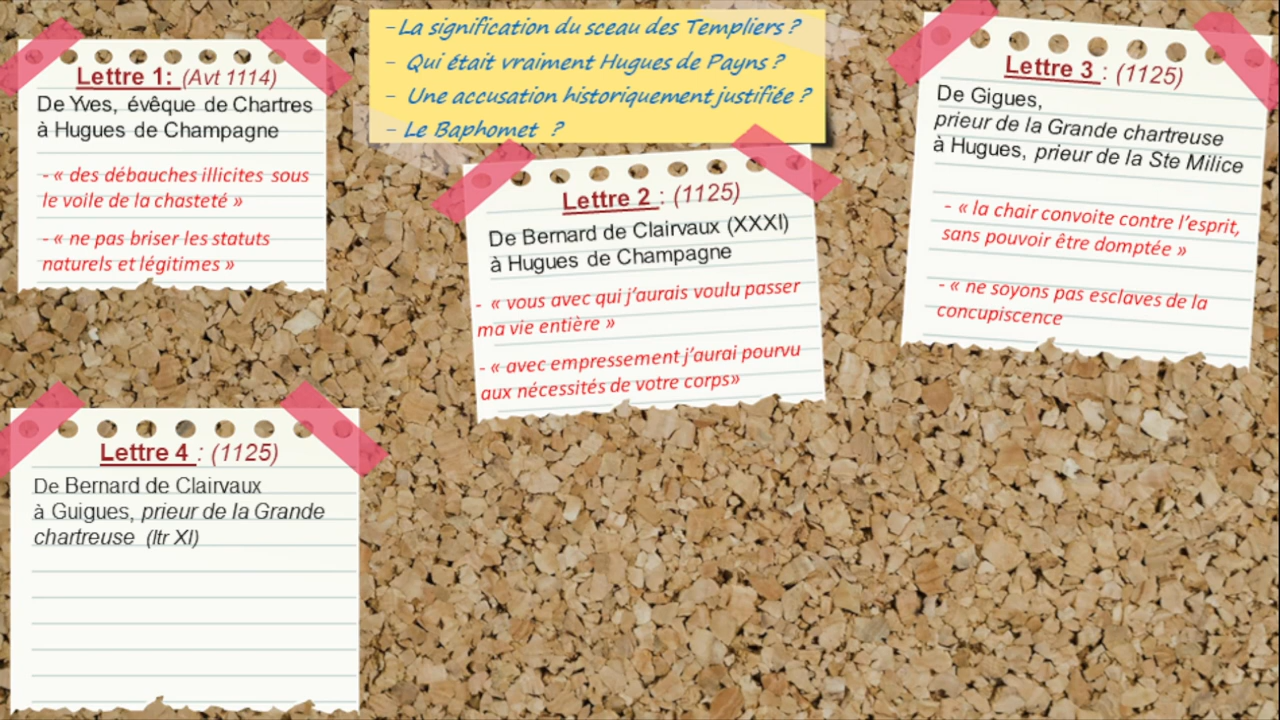 Lettre 1: (Avt 1114)
De Yves, évêque de Chartres
à Hugues de Champagne
- « des débauches illicites sous
le voile de la chasteté »
- « ne pas briser les statuts
naturels et légitimes »
- La signification du sceau des Templiers ?
- Qui était vraiment Hugues de Payns ?
- Une accusation historiquement justifiée ?
- Le Baphomet ?
Lettre 2 : (1125)
De Bernard de Clairvaux (XXXI)
à Hugues de Champagne
- « vous avec qui j’aurais voulu passer
ma vie entière »
- « avec empressement j’aurai pourvu
aux nécessités de votre corps»
Lettre 3 : (1125)
De Gigues,
prieur de la Grande chartreuse
à Hugues, prieur de la Ste Milice
- « la chair convoite contre l’esprit,
sans pouvoir être domptée »
- « ne soyons pas esclaves de la
concupiscence
Lettre 4 : (1125)
De Bernard de Clairvaux
à Guigues, prieur de la Grande
chartreuse (ltr XI)